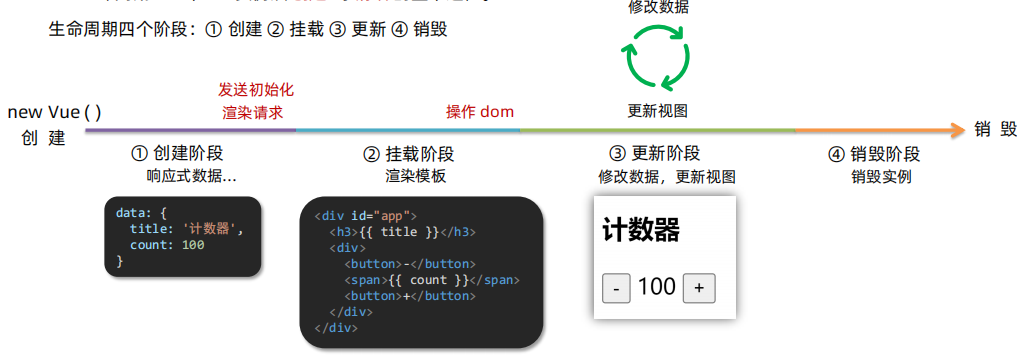 修改数据
生命周期四个阶段：① 创建 ② 挂载 ③ 更新 ④ 销毁
发送初始化
渲染请求
操作 dom
更新视图
new Vue ( )
创 建
销 毁
① 创建阶段
响应式数据...
② 挂载阶段
渲染模板
③ 更新阶段
修改数据，更新视图
④ 销毁阶段
销毁实例
data: {
  title: '计数器',
  count: 100
}
<div id="app">
  <h3>{{ title }}</h3>
  <div>
    <button>-</button>
    <span>{{ count }}</span>
    <button>+</button>
  </div>
</div>
计数器
- 100 +